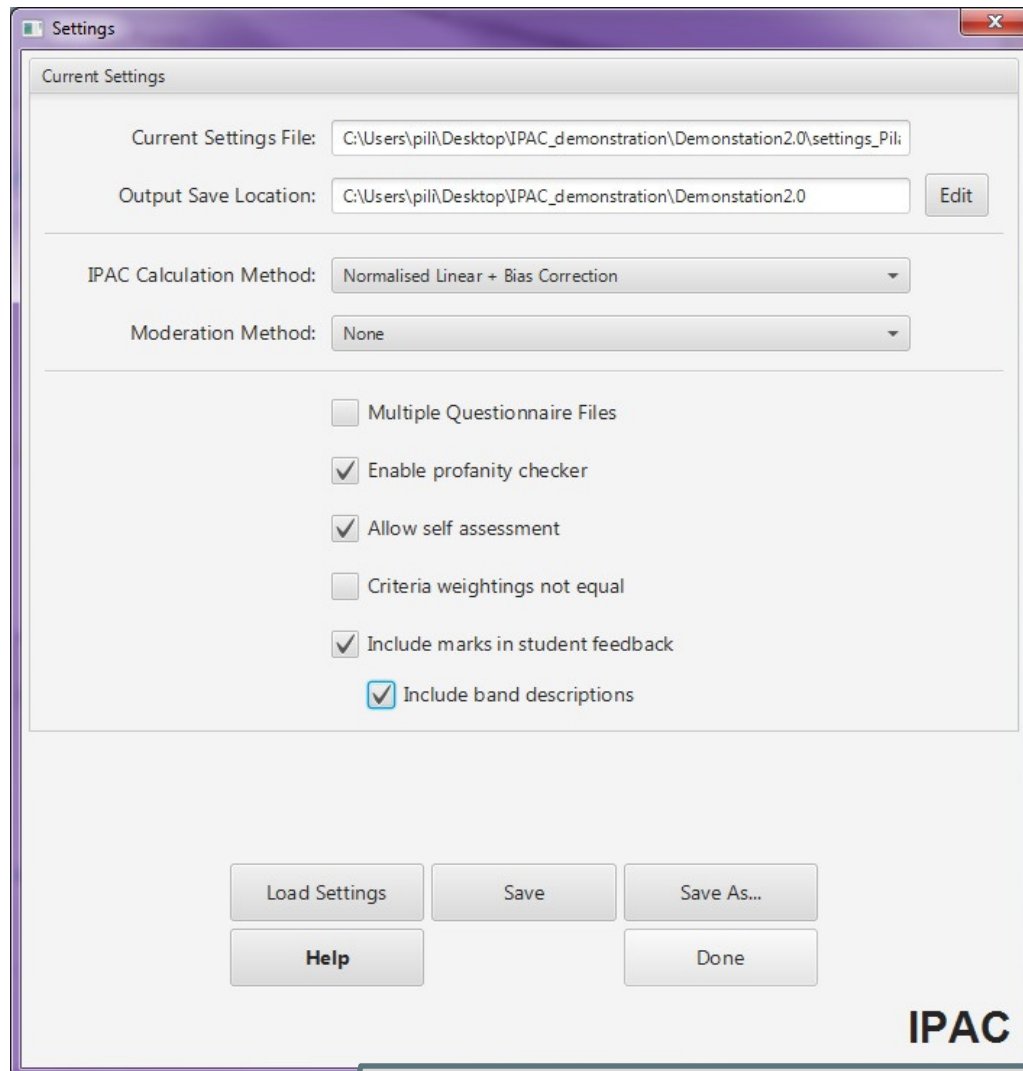 Settings
Current Settings
Current Settings File: C:\Users\pili\Desktop\IPAC_demonstration\Demonstation2.0\settings_Pila
Output Save Location: C:\Users\pili\Desktop\IPAC_demonstration\Demonstation2.0 Edit
IPAC Calculation Method: Normalised Linear + Bias Correction
Moderation Method: None
Multiple Questionnaire Files
Enable profanity checker
Allow self assessment
Criteria weightings not equal
Include marks in student feedback
Include band descriptions
Load Settings Save Save As...
Help Done
IPAC